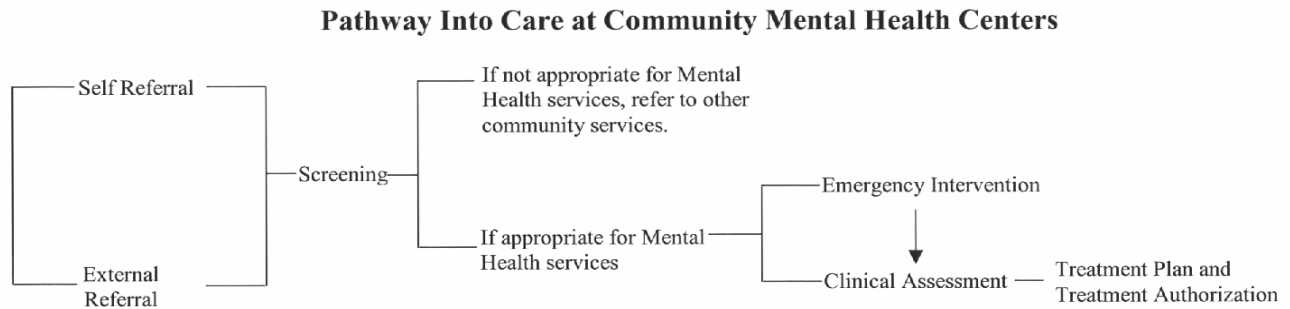 Pathway Into Care at Community Mental Health Centers
Self Referral
External
Referral
Screening
If not appropriate for Mental
Health services, refer to other
community services.
If appropriate for Mental
Health services
Emergency Intervention
Clinical Assessment
Treatment Plan and
Treatment Authorization